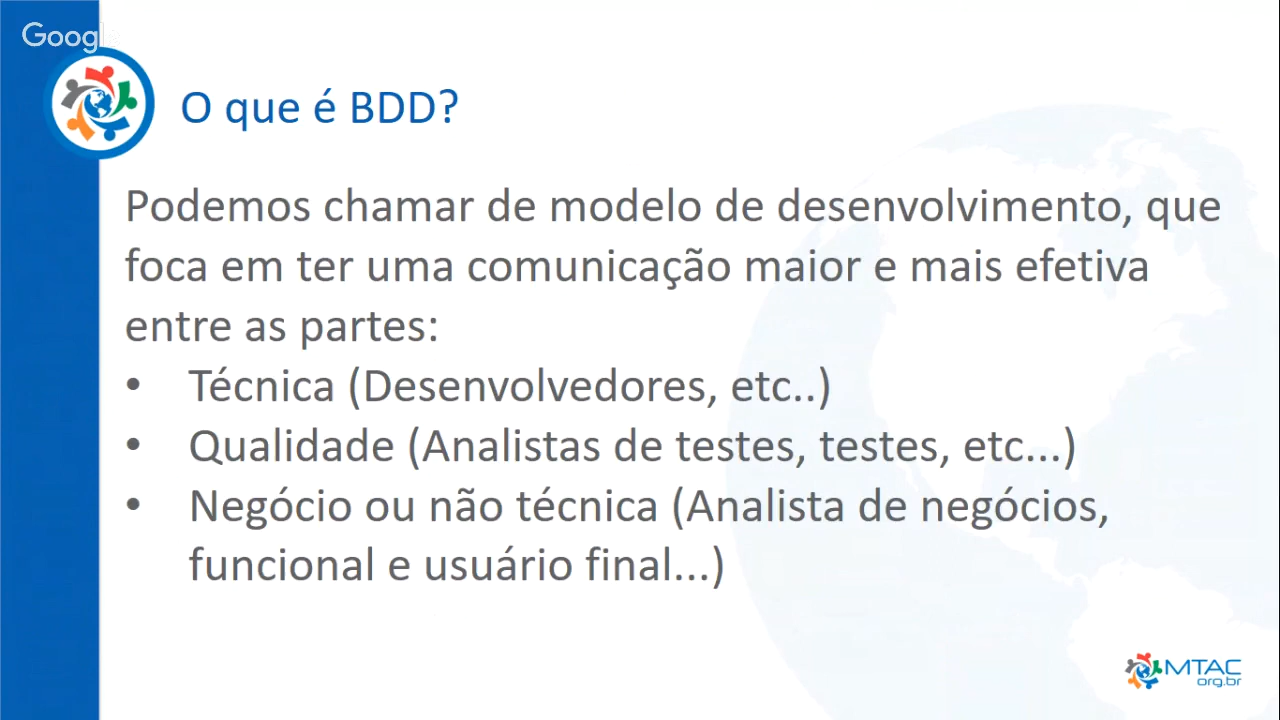 Google
O que é BDD?
Podemos chamar de modelo de desenvolvimento, que
foca em ter uma comunicação maior e mais efetiva
entre as partes:
• Técnica (Desenvolvedores, etc..)
• Qualidade (Analistas de testes, testes, etc...)
• Negócio ou não técnica (Analista de negócios,
funcional e usuário final...)
MTAC
org.br